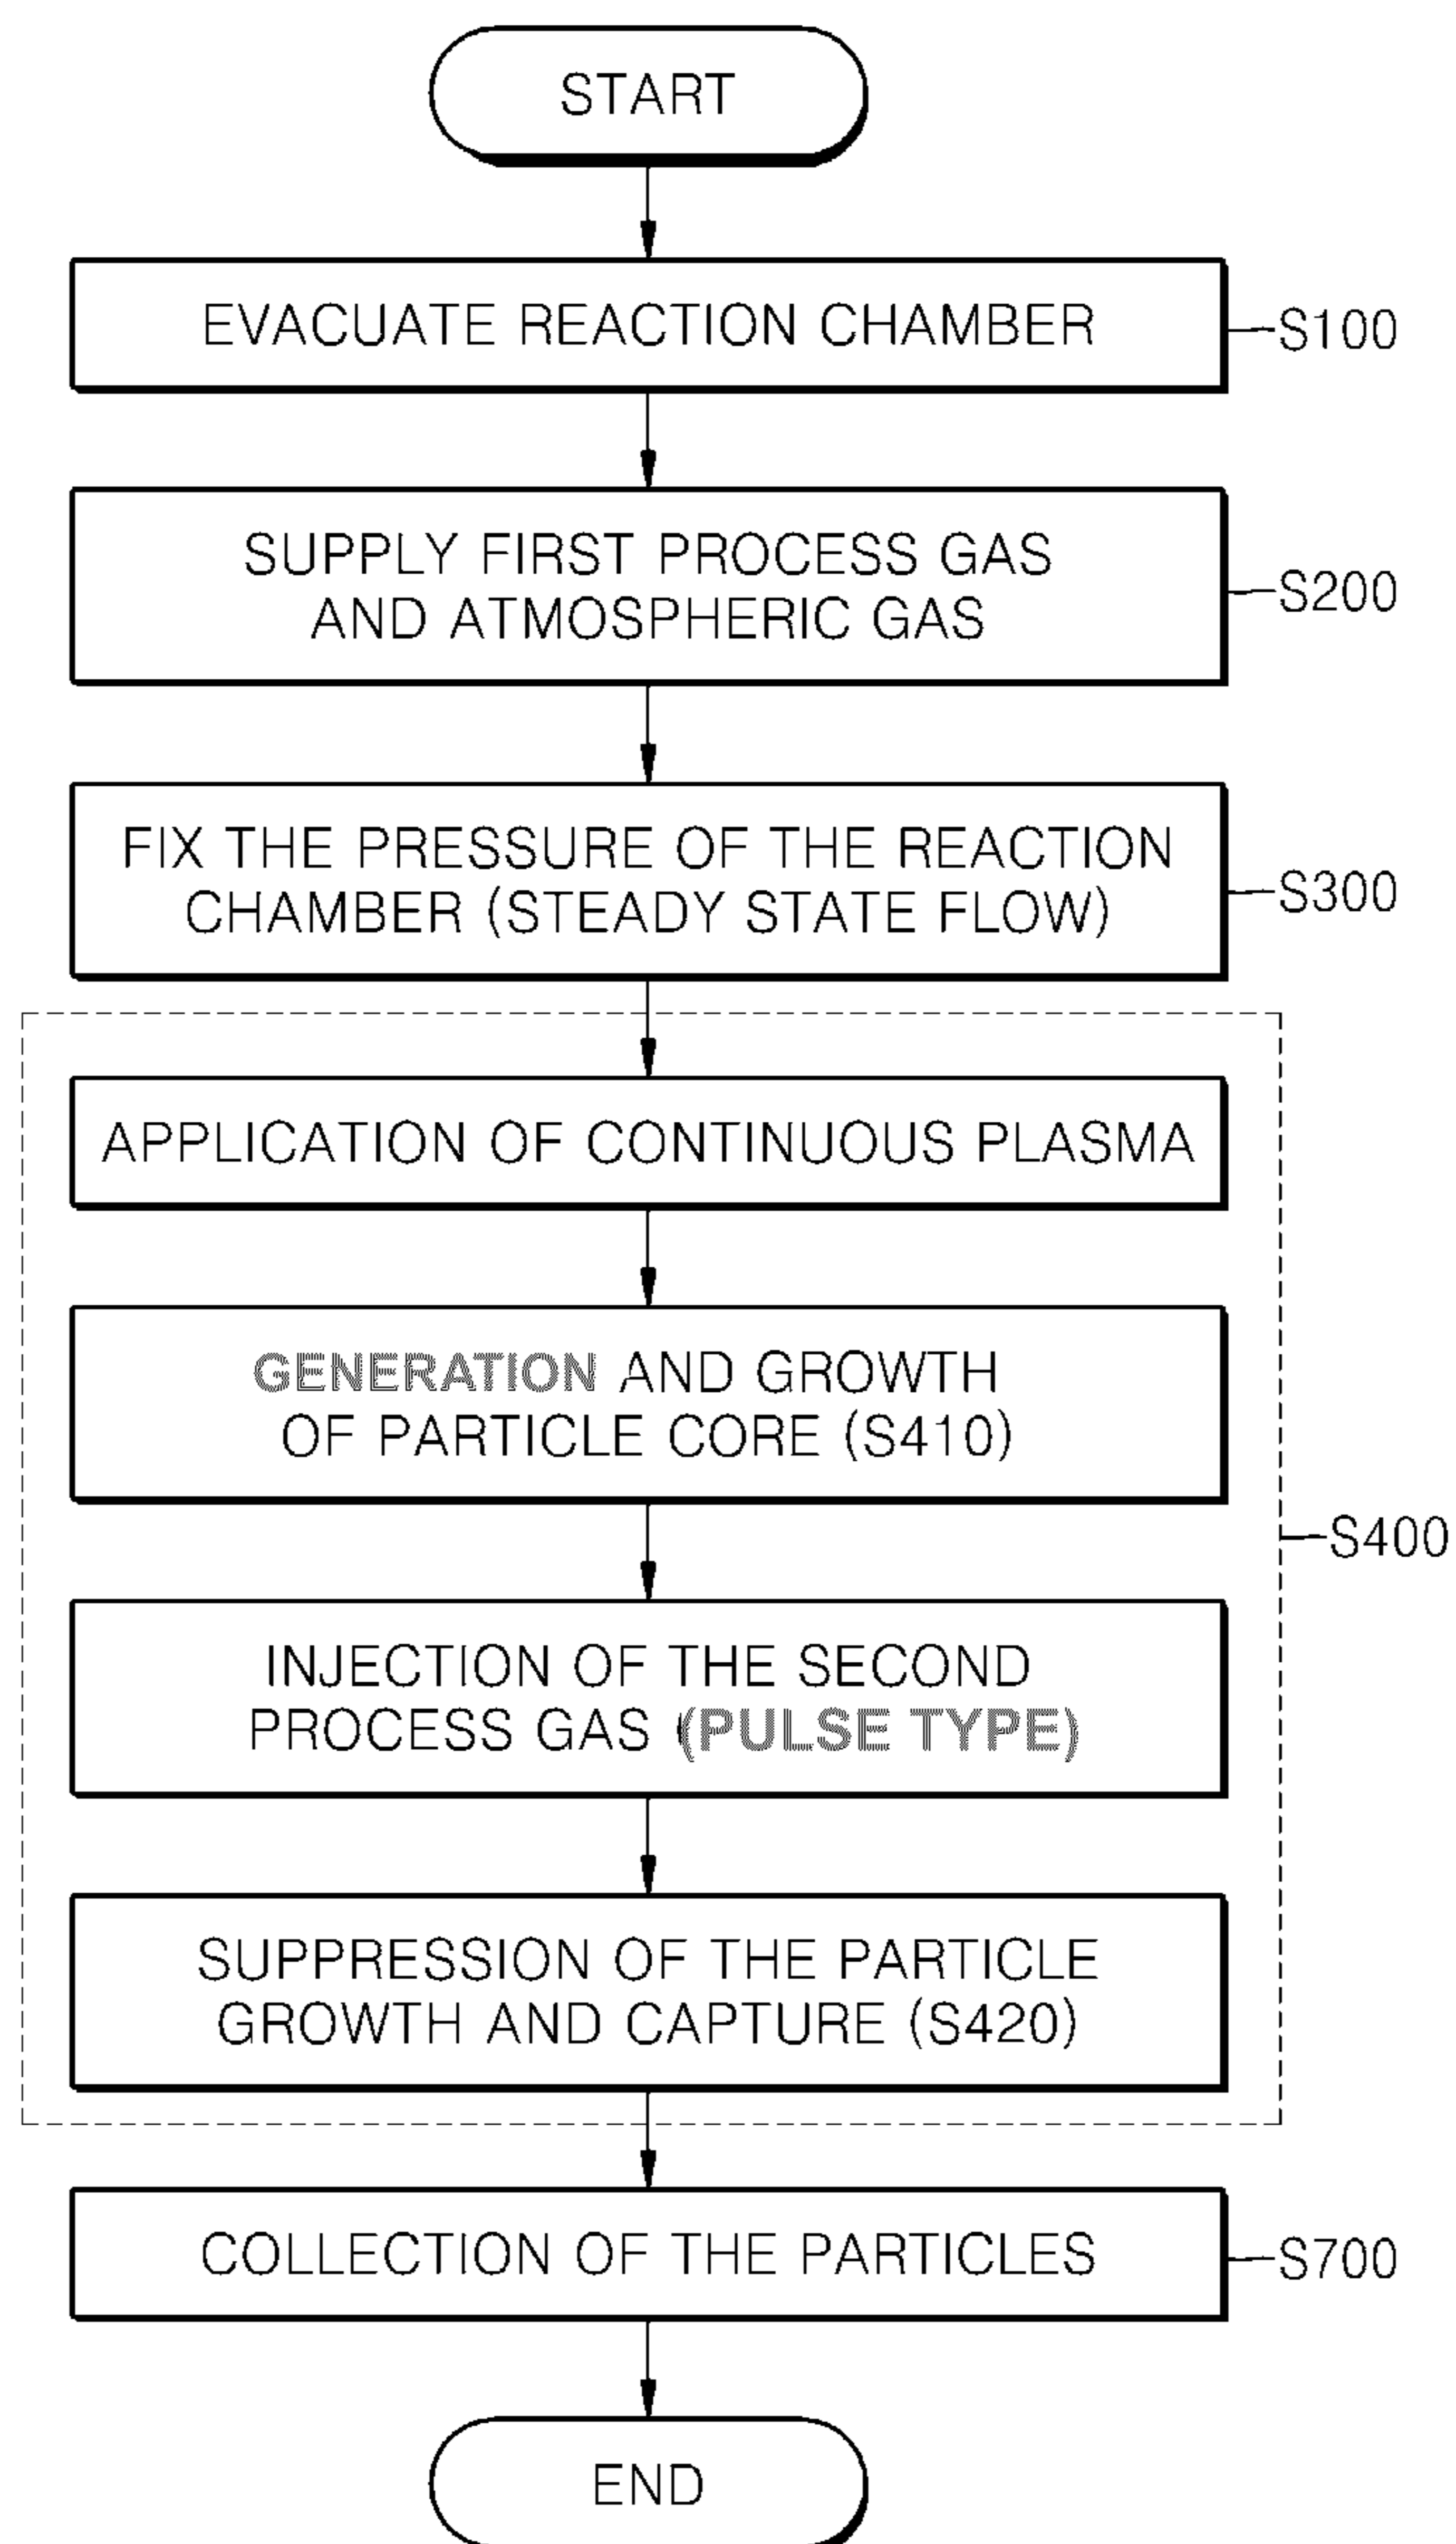 START
EVACUATE REACTION CHAMBER
S100
SUPPLY FIRST PROCESS GAS
AND ATMOSPHERIC GAS
S200
FIX THE PRESSURE OF THE REACTION
CHAMBER (STEADY STATE FLOW)
S300
APPLICATION OF CONTINUOUS PLASMA
GENERATION AND GROWTH
OF PARTICLE CORE (S410)
S400
INJECTION OF THE SECOND
PROCESS GAS (PULSE TYPE)
SUPPRESSION OF THE PARTICLE
GROWTH AND CAPTURE (S420)
COLLECTION OF THE PARTICLES
S700
END